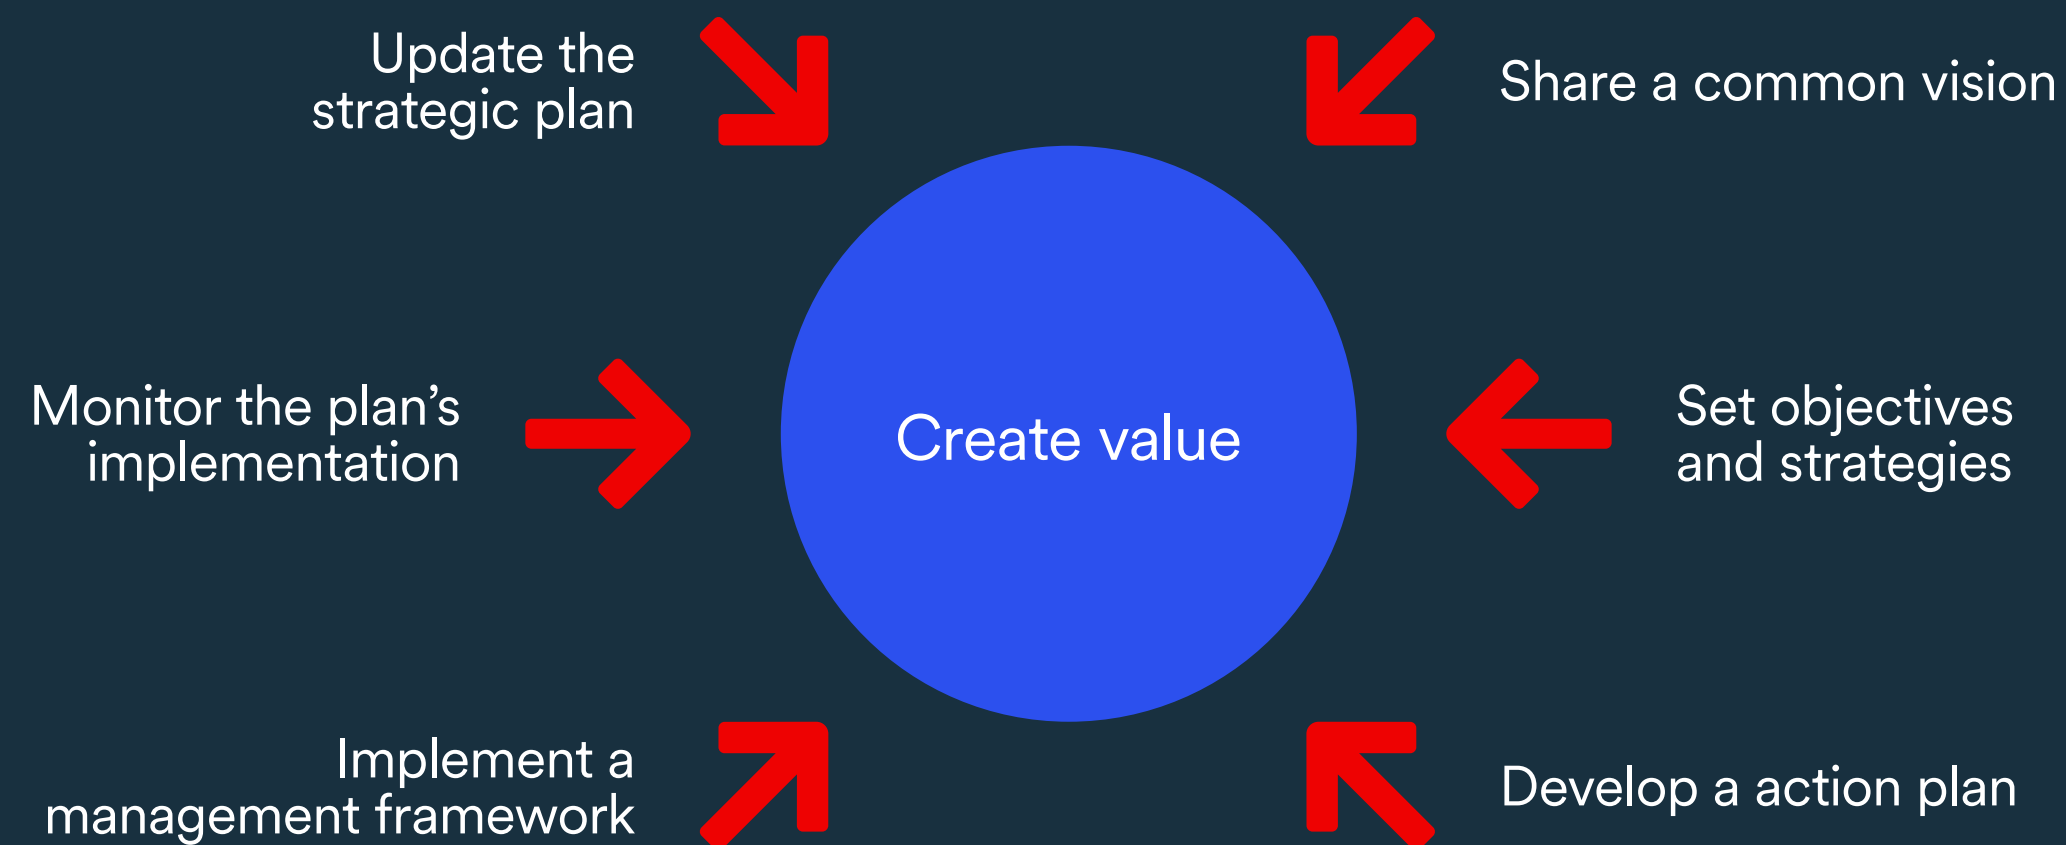 Update the
strategic plan
Share a common vision
Monitor the plan’s
implementation
Create value
Set objectives
and strategies
Implement a
management framework
Develop a action plan